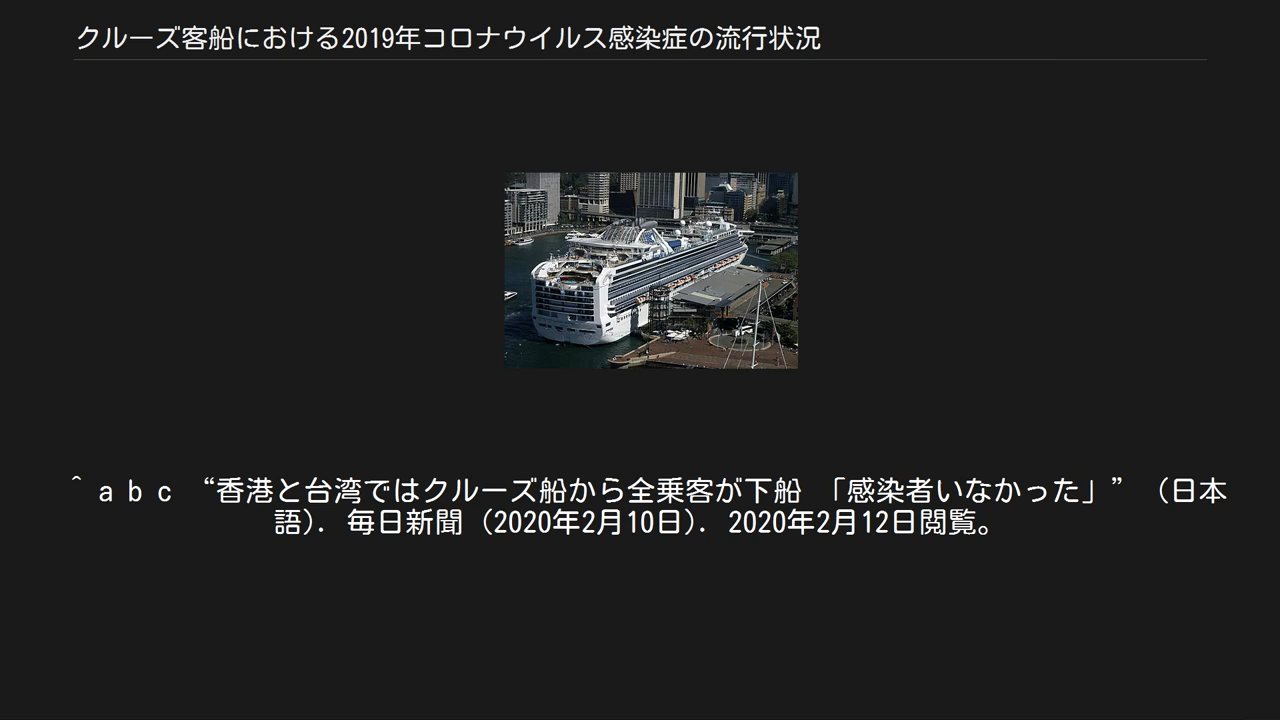 クルーズ客船における2019年コロナウイルス感染症の流行状況
^ a b c “香港と台湾ではクルーズ船から全乗客が下船 「感染者いなかった」” (日本
語). 毎日新聞 (2020年2月10日). 2020年2月12日閲覧。